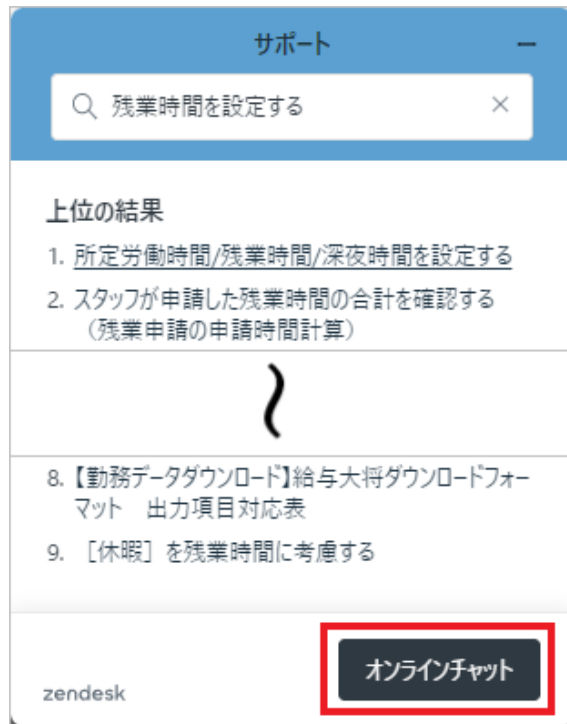 サポート
残業時間を設定する
上位の結果
1. 所定労働時間/残業時間/深夜時間を設定する
2. スタッフが申請した残業時間の合計を確認する
（残業申請の申請時間計算）
8.【勤務データダウンロード】給与大将ダウンロードフォー
マット　出力項目対応表
9. ［休暇］を残業時間に考慮する
オンラインチャット
zendesk